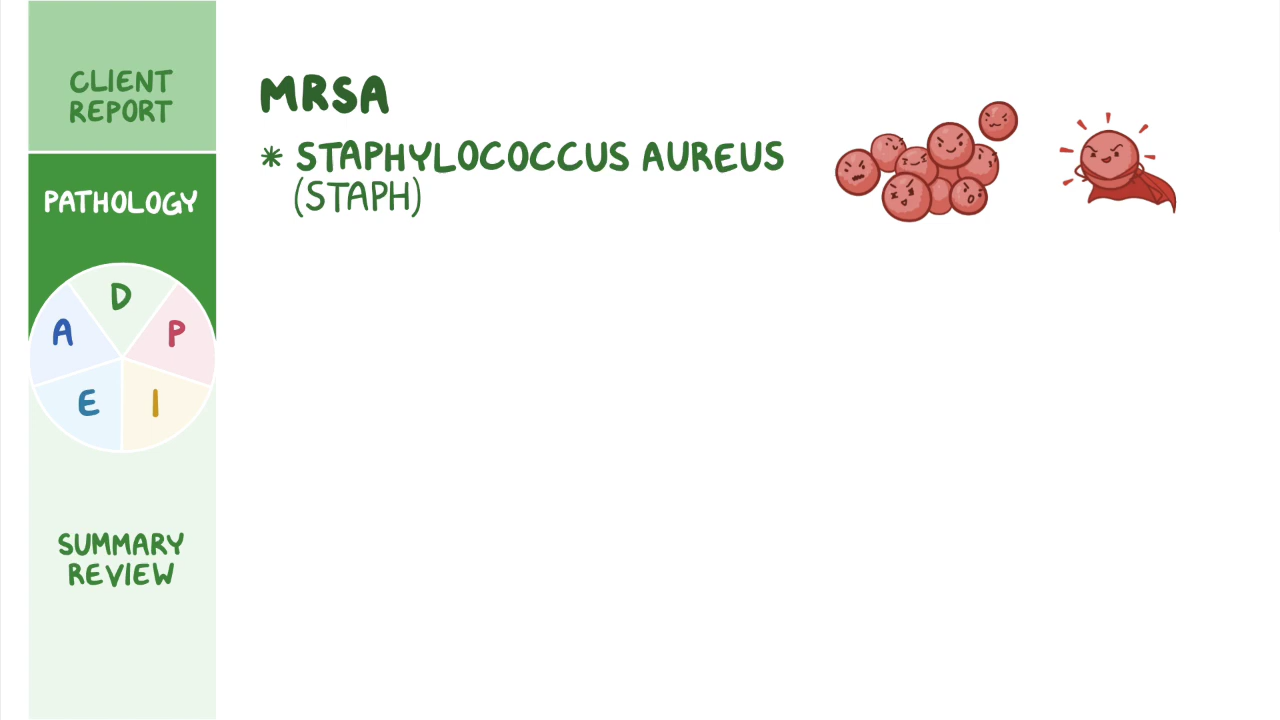 CLIENT
REPORT
PATHOLOGY
D
A
P
E
I
SUMMARY
REVIEW
MRSA
* STAPHYLOCOCCUS AUREUS
(STAPH)